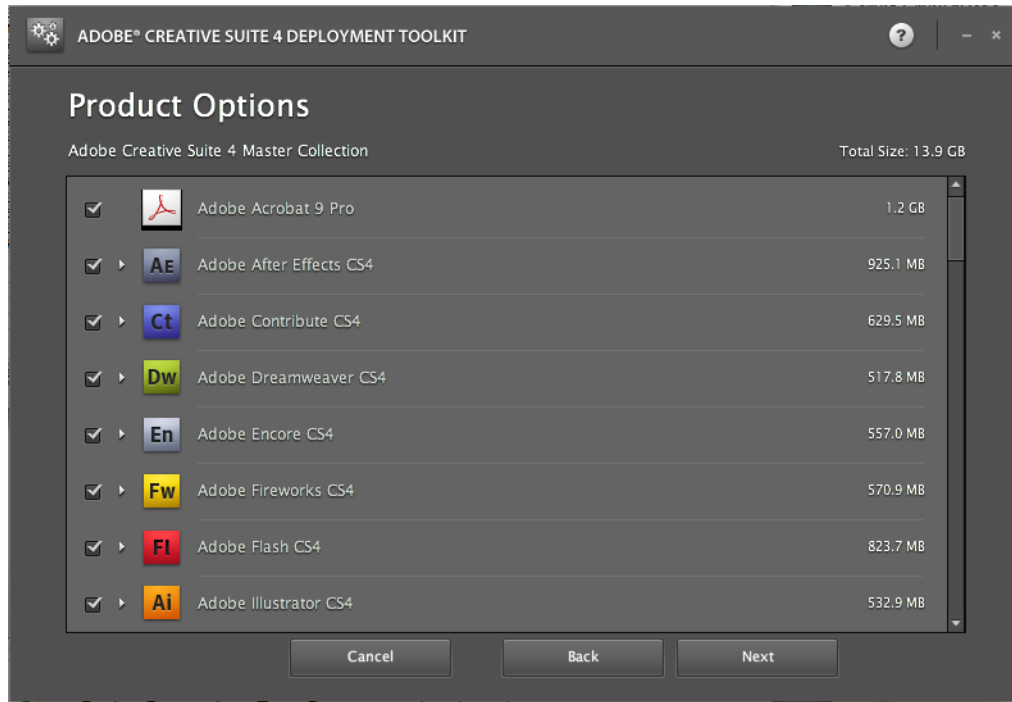 ADOBE® CREATIVE SUITE 4 DEPLOYMENT TOOLKIT ? – ×
Product Options
Adobe Creative Suite 4 Master Collection Total Size: 13.9 GB
Adobe Acrobat 9 Pro 1.2 GB
AE Adobe After Effects CS4 925.1 MB
Ct Adobe Contribute CS4 629.5 MB
Dw Adobe Dreamweaver CS4 517.8 MB
En Adobe Encore CS4 557.0 MB
Fw Adobe Fireworks CS4 570.9 MB
Fl Adobe Flash CS4 823.7 MB
Ai Adobe Illustrator CS4 532.9 MB
Cancel Back Next